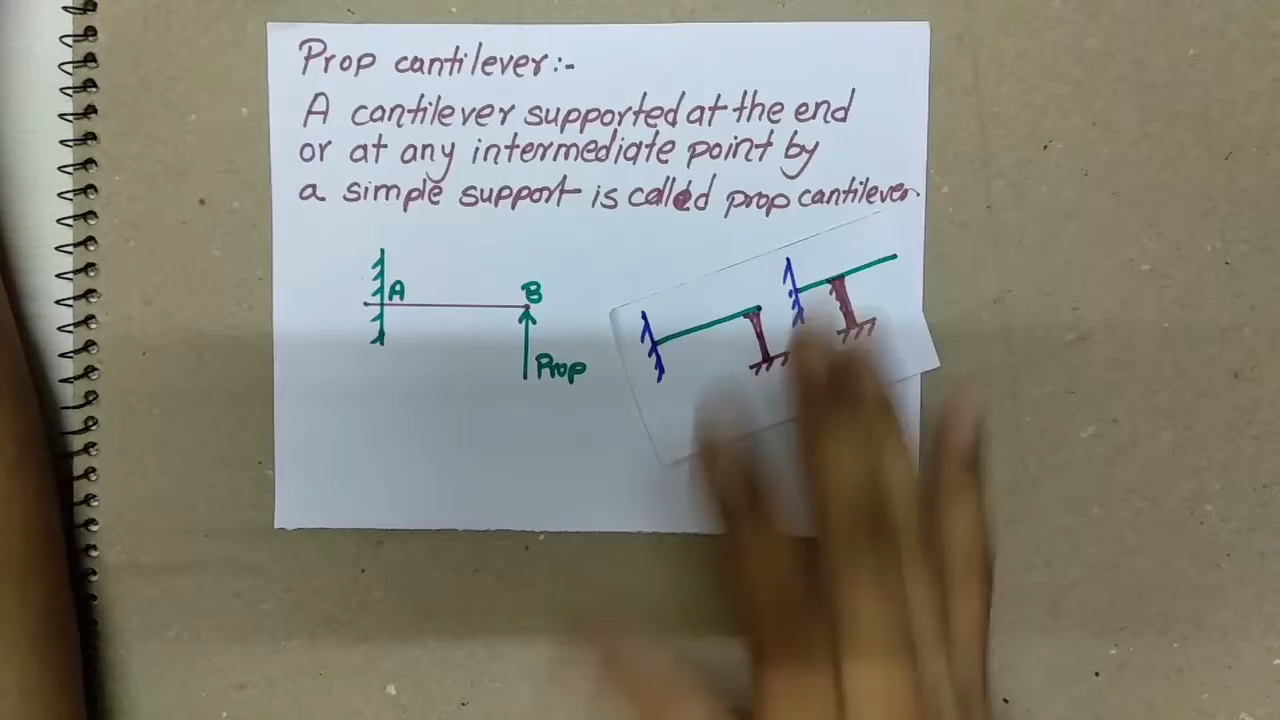 Prop cantilever:-
A cantilever supported at the end
or at any intermediate point by
a simple support is called prop cantilever.
A
B
Prop